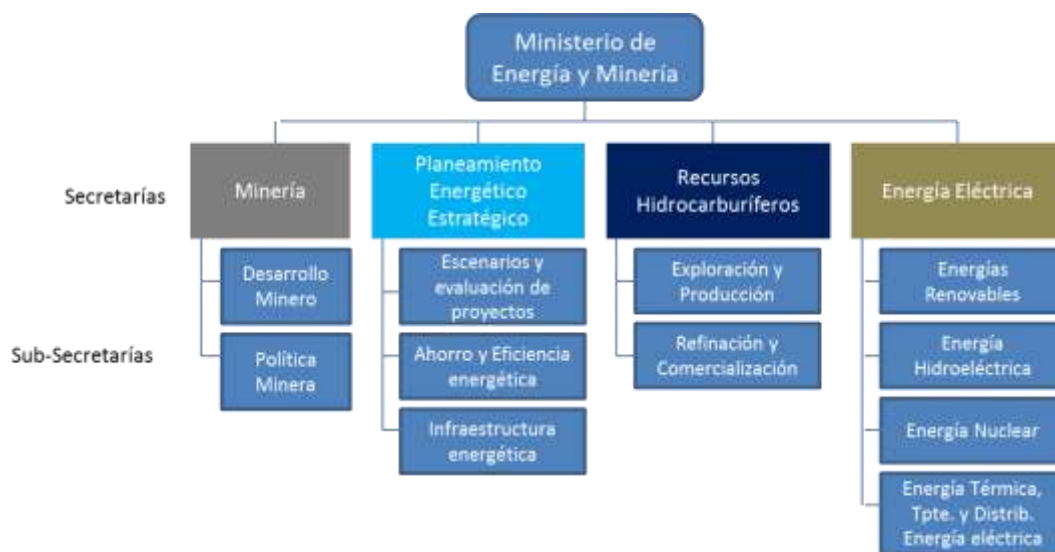 Ministerio de
Energía y Minería
Secretarías
Minería
Planeamiento
Energético
Estratégico
Recursos
Hidrocarburíferos
Energía Eléctrica
Sub-Secretarías
Desarrollo
Minero
Política
Minera
Escenarios y
evaluación de
proyectos
Ahorro y Eficiencia
energética
Infraestructura
energética
Exploración y
Producción
Refinación y
Comercialización
Energías
Renovables
Energía
Hidroeléctrica
Energía Nuclear
Energía Térmica,
Tpte. y Distrib.
Energía eléctrica